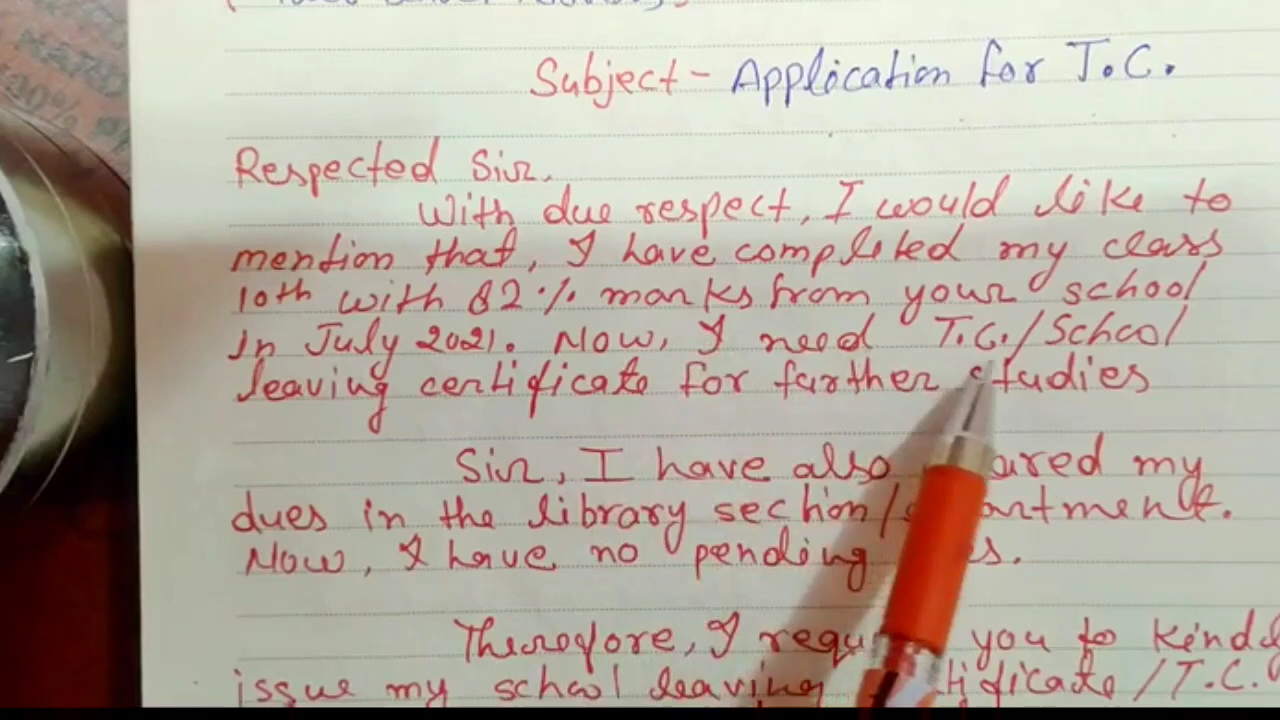 Subject- Application for T.C.
Respected Sir.
With due respect, I would like to
mention that, I have completed my class
10th with 82% marks from your school
in July 2021. Now, I need T.C./School
leaving certificate for further studies
Sir, I have also my
dues in the library section/
Now, I have no pending
Therefore, I you to kindly
issue my school leaving /T.C.